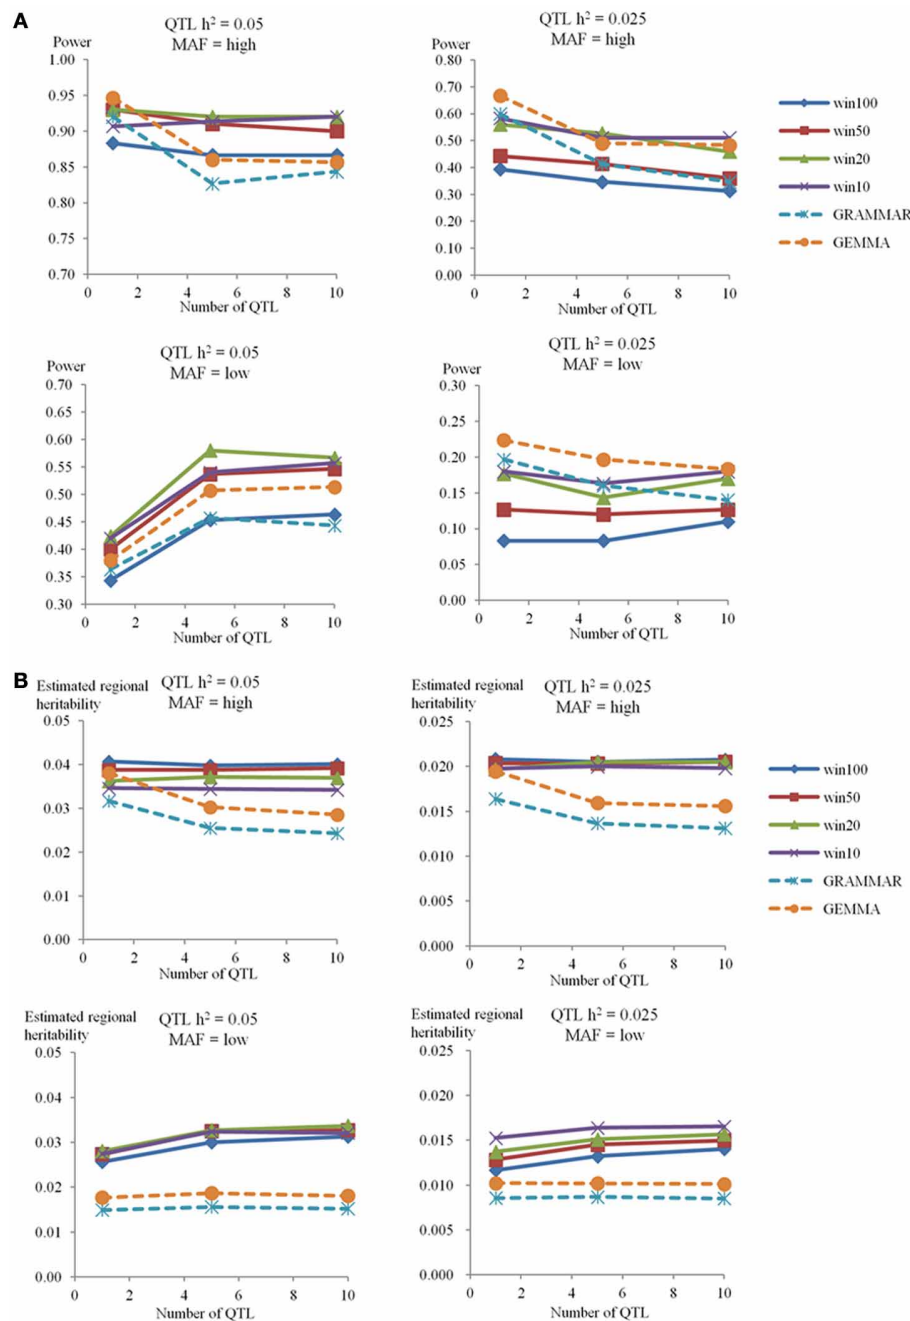 A
QTL h² = 0.05
MAF = high
Power
1.00
0.95
0.90
0.85
0.80
0.75
0.70
0 2 4 6 8 10
Number of QTL
QTL h² = 0.025
MAF = high
Power
0.80
0.70
0.60
0.50
0.40
0.30
0.20
0.10
0.00
0 2 4 6 8 10
Number of QTL
win100
win50
win20
win10
GRAMMAR
GEMMA
QTL h² = 0.05
MAF = low
Power
0.70
0.65
0.60
0.55
0.50
0.45
0.40
0.35
0.30
0 2 4 6 8 10
Number of QTL
QTL h² = 0.025
MAF = low
Power
0.30
0.25
0.20
0.15
0.10
0.05
0.00
0 2 4 6 8 10
Number of QTL
B
Estimated regional
heritability
QTL h² = 0.05
MAF = high
0.05
0.04
0.03
0.02
0.01
0.00
0 2 4 6 8 10
Number of QTL
Estimated regional
heritability
QTL h² = 0.025
MAF = high
0.025
0.020
0.015
0.010
0.005
0.000
0 2 4 6 8 10
Number of QTL
win100
win50
win20
win10
GRAMMAR
GEMMA
Estimated regional
heritability
QTL h² = 0.05
MAF = low
0.05
0.04
0.03
0.02
0.01
0.00
0 2 4 6 8 10
Number of QTL
Estimated regional
heritability
QTL h² = 0.025
MAF = low
0.025
0.020
0.015
0.010
0.005
0.000
0 2 4 6 8 10
Number of QTL